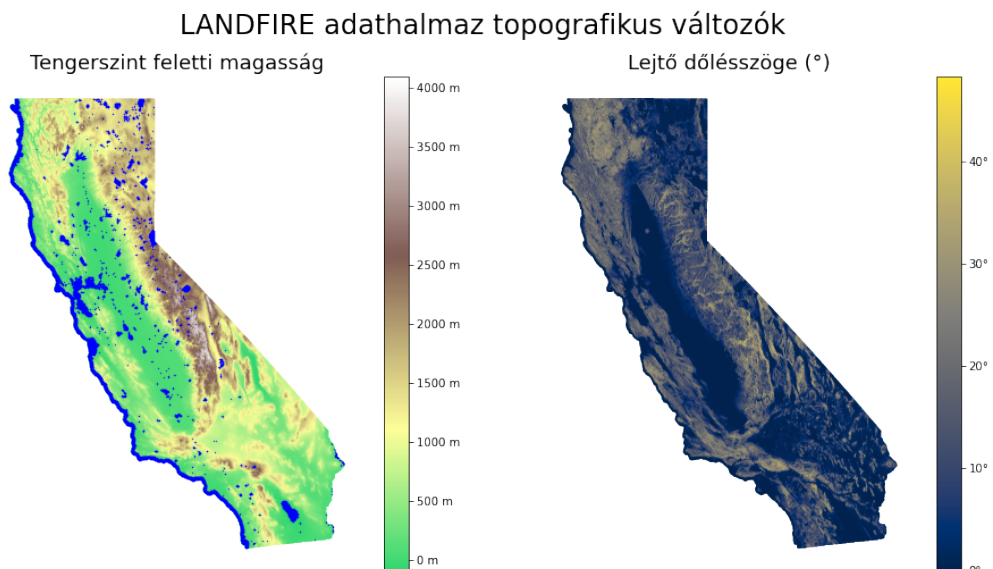 LANDFIRE adathalmaz topografikus változók
Tengerszint feletti magasság
4000 m
3500 m
3000 m
2500 m
2000 m
1500 m
1000 m
500 m
0 m
Lejtő dőlésszöge (°)
40°
30°
20°
10°
0°